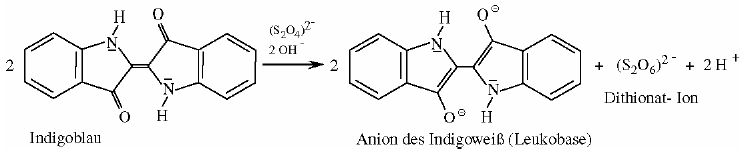 H
N
O
2
O
N
H
Indigoblau
(S₂O₄)²⁻
2 OH⁻
2
H
N
O⊖
O⊖
N
H
Anion des Indigoweiß (Leukobase)
+ (S₂O₆)²⁻ + 2 H⁺
Dithionat- Ion